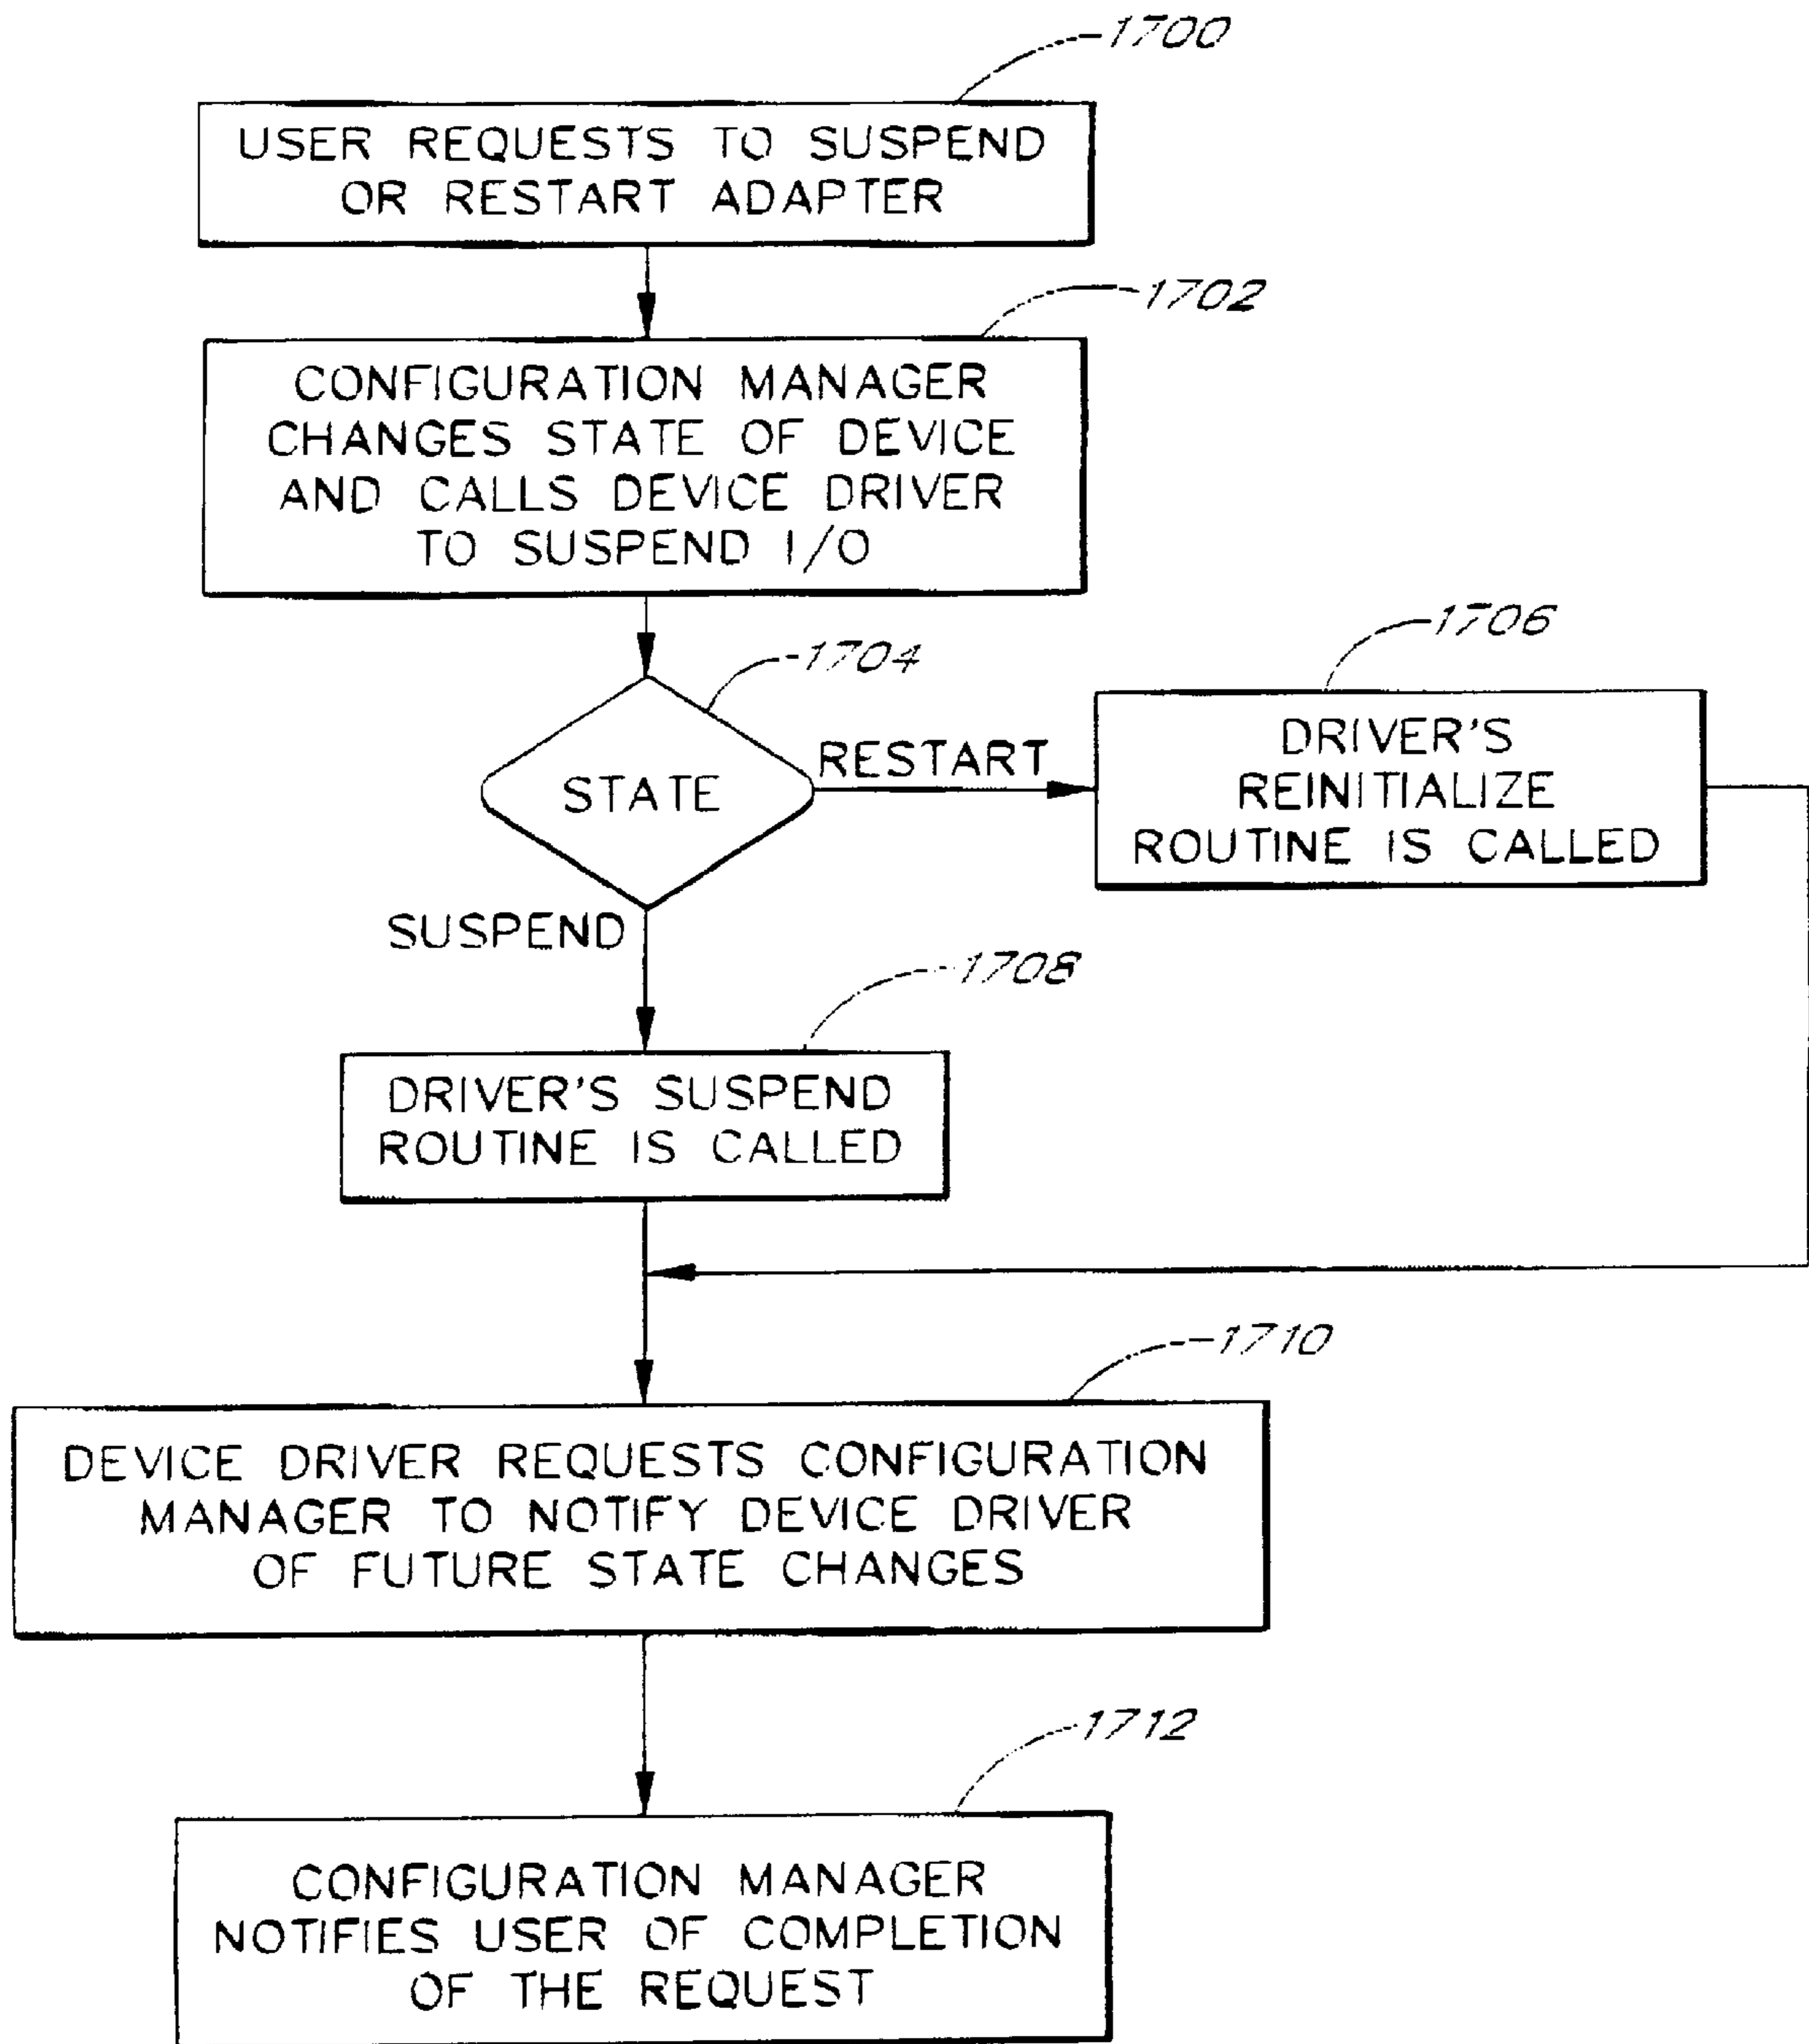 1700
USER REQUESTS TO SUSPEND
OR RESTART ADAPTER
1702
CONFIGURATION MANAGER
CHANGES STATE OF DEVICE
AND CALLS DEVICE DRIVER
TO SUSPEND I/O
1704
STATE
RESTART
1706
DRIVER'S
REINITIALIZE
ROUTINE IS CALLED
SUSPEND
1708
DRIVER'S SUSPEND
ROUTINE IS CALLED
1710
DEVICE DRIVER REQUESTS CONFIGURATION
MANAGER TO NOTIFY DEVICE DRIVER
OF FUTURE STATE CHANGES
1712
CONFIGURATION MANAGER
NOTIFIES USER OF COMPLETION
OF THE REQUEST